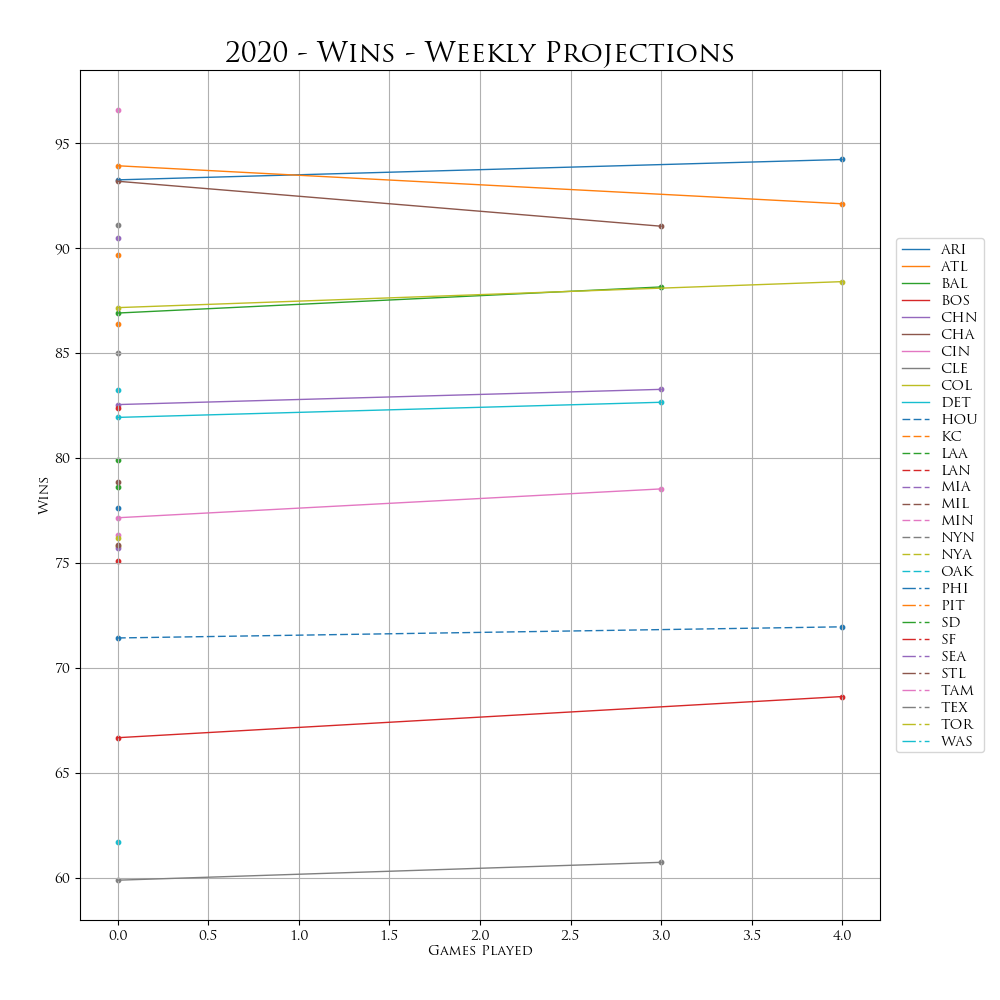 2020 - Wins - Weekly Projections
Wins
95
90
85
80
75
70
65
60
0.0 0.5 1.0 1.5 2.0 2.5 3.0 3.5 4.0
Games Played
ARI
ATL
BAL
BOS
CHN
CHA
CIN
CLE
COL
DET
HOU
KC
LAA
LAN
MIA
MIL
MIN
NYN
NYA
OAK
PHI
PIT
SD
SF
SEA
STL
TAM
TEX
TOR
WAS